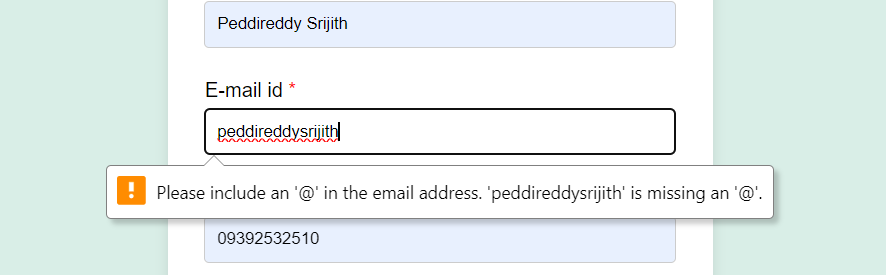 Peddireddy Srijith
E-mail id *
peddireddysrijith
Please include an '@' in the email address. 'peddireddysrijith' is missing an '@'.
09392532510